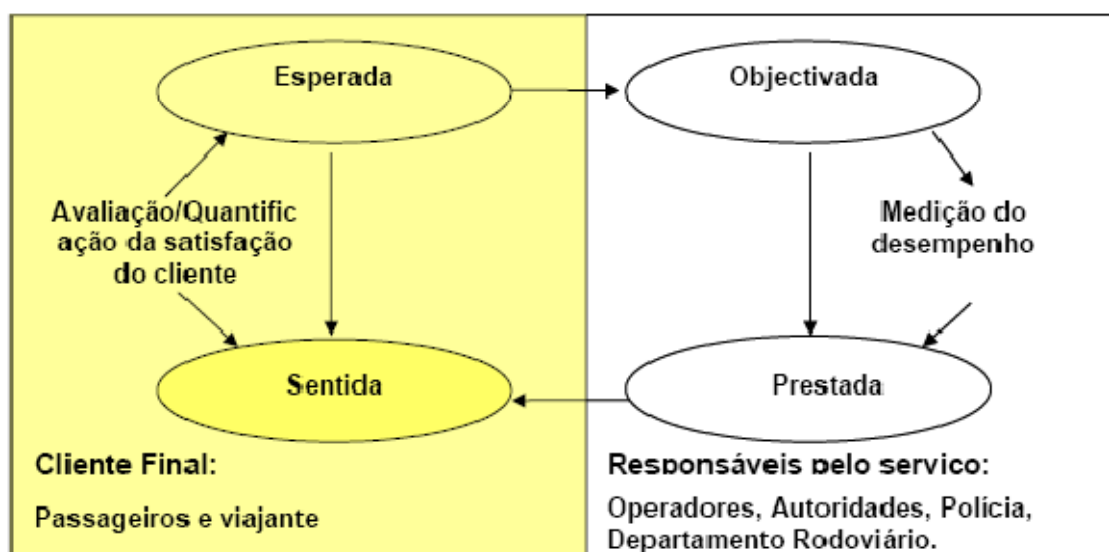 Esperada
Objectivada
Avaliação/Quantific
ação da satisfação
do cliente
Medição do
desempenho
Sentida
Prestada
Cliente Final:
Passageiros e viajante
Responsáveis pelo serviço:
Operadores, Autoridades, Polícia,
Departamento Rodoviário.